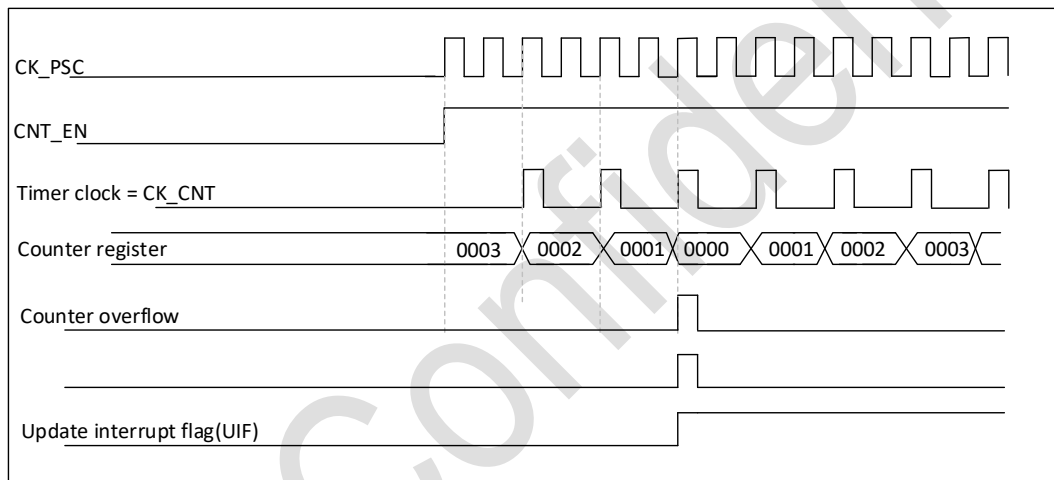 CK_PSC
CNT_EN
Timer clock = CK_CNT
Counter register 0003 0002 0001 0000 0001 0002 0003
Counter overflow
Update interrupt flag(UIF)
Confiden